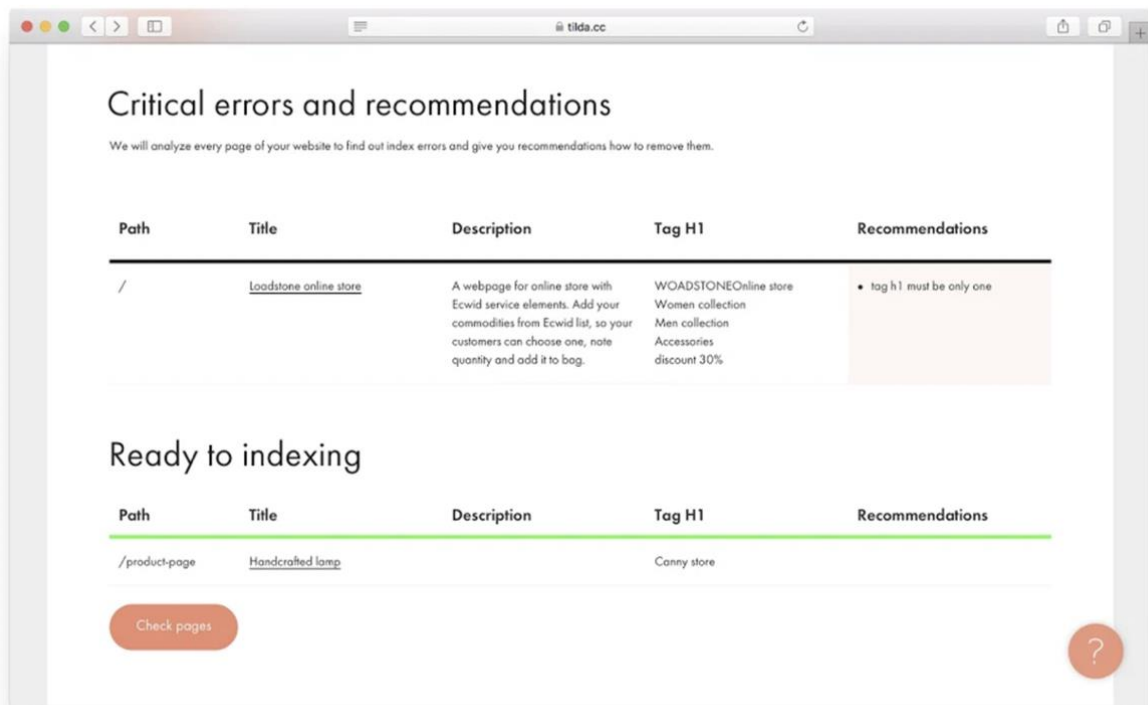 tilda.cc
Critical errors and recommendations
We will analyze every page of your website to find out index errors and give you recommendations how to remove them.
Path Title Description Tag H1 Recommendations
/ Loadstone online store A webpage for online store with WOADSTONEOnline store • tag h1 must be only one
Ecwid service elements. Add your Women collection
commodities from Ecwid list, so your Men collection
customers can choose one, note Accessories
quantity and add it to bag. discount 30%
Ready to indexing
Path Title Description Tag H1 Recommendations
/product-page Handcrafted lamp Canny store
Check pages
?